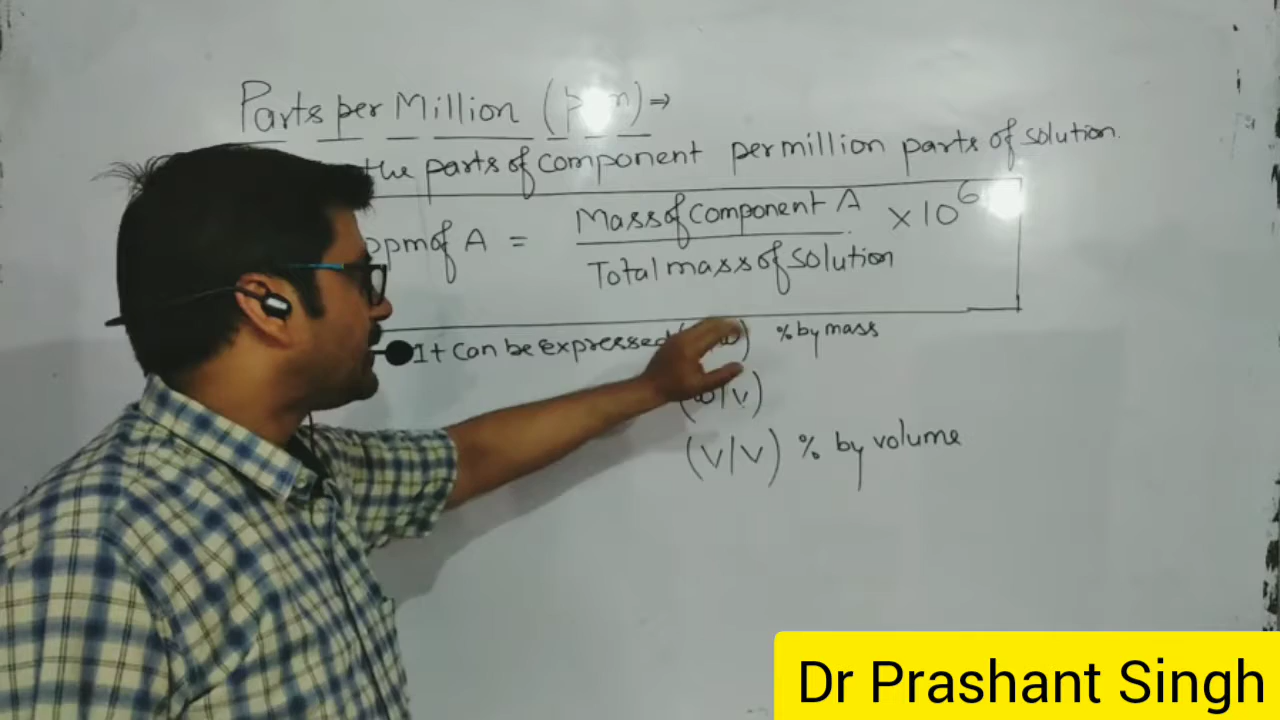 Parts per Million (ppm) →
the parts of component per million parts of solution.
ppm of A = Mass of Component A × 10⁶
Total mass of Solution
It can be expressed % by mass
(w/v)
(v/v) % by volume
Dr Prashant Singh